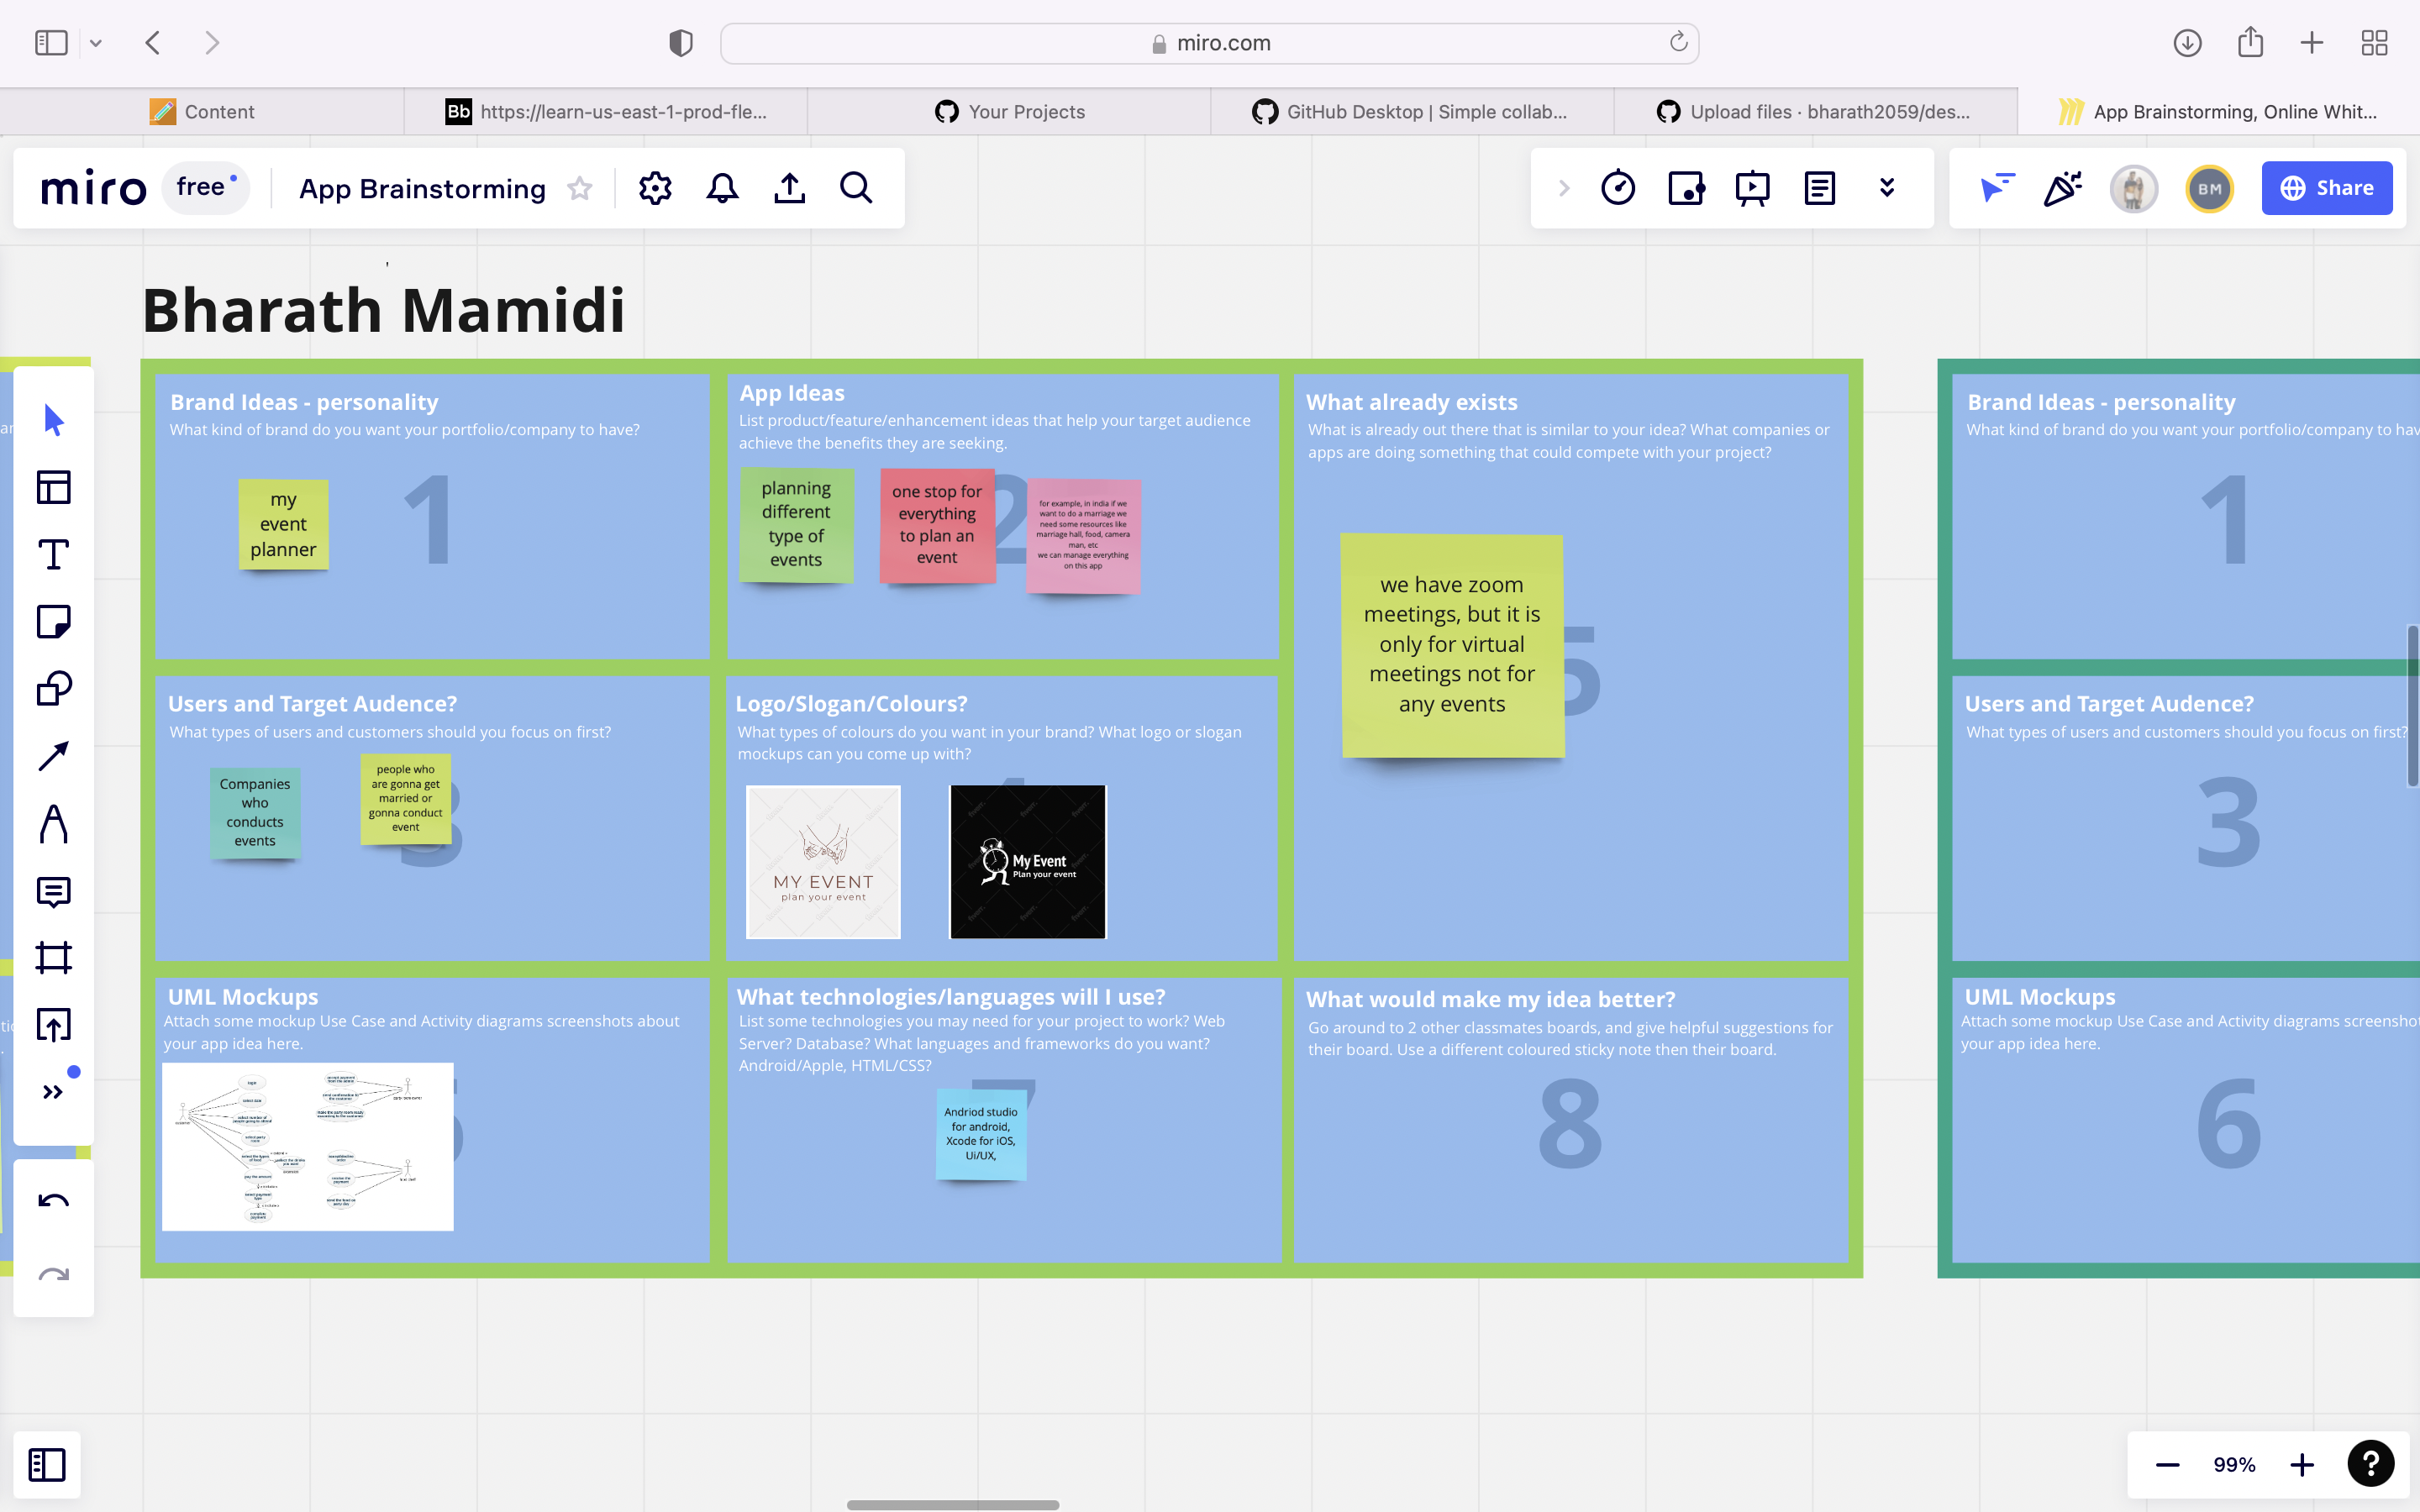 miro.com
Content
Bb https://learn-us-east-1-prod-fle...
Your Projects
GitHub Desktop | Simple collab...
Upload files · bharath2059/des...
App Brainstorming, Online Whit...
miro
free
App Brainstorming
BM
Share
Bharath Mamidi
Brand Ideas - personality
What kind of brand do you want your portfolio/company to have?
my
event
planner
1
App Ideas
List product/feature/enhancement ideas that help your target audience
achieve the benefits they are seeking.
planning
different
type of
events
one stop for
everything
to plan an
event
2
for example, in india if we
want to do a marriage we
need some resources like
marriage hall, food, camera
man, etc
we can manage everything
on this app
What already exists
What is already out there that is similar to your idea? What companies or
apps are doing something that could compete with your project?
we have zoom
meetings, but it is
only for virtual
meetings not for
any events
5
Users and Target Audence?
What types of users and customers should you focus on first?
Companies
who
conducts
events
people who
are gonna get
married or
gonna conduct
event
3
Logo/Slogan/Colours?
What types of colours do you want in your brand? What logo or slogan
mockups can you come up with?
MY EVENT
plan your event
My Event
Plan your event
UML Mockups
Attach some mockup Use Case and Activity diagrams screenshots about
your app idea here.
What technologies/languages will I use?
List some technologies you may need for your project to work? Web
Server? Database? What languages and frameworks do you want?
Android/Apple, HTML/CSS?
7
Andriod studio
for android,
Xcode for iOS,
Ui/UX,
What would make my idea better?
Go around to 2 other classmates boards, and give helpful suggestions for
their board. Use a different coloured sticky note then their board.
8
Brand Ideas - personality
What kind of brand do you want your portfolio/company to hav
1
Users and Target Audence?
What types of users and customers should you focus on first?
3
UML Mockups
Attach some mockup Use Case and Activity diagrams screenshot
your app idea here.
6
99%
?